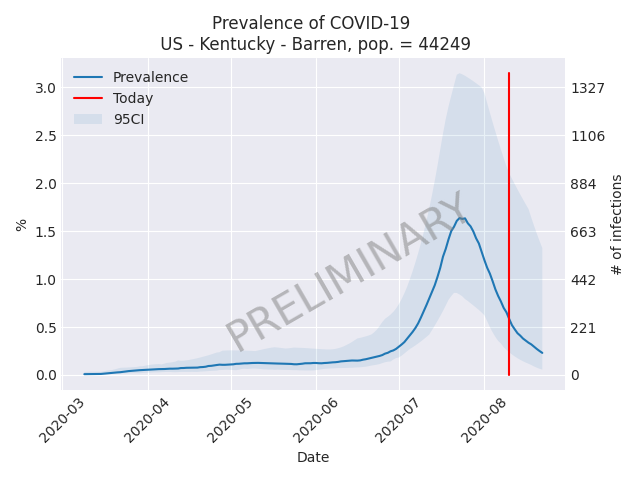 Prevalence of COVID-19
US - Kentucky - Barren, pop. = 44249
Prevalence
Today
95CI
3.0
2.5
2.0
1.5
1.0
0.5
0.0
%
1327
1106
884
663
442
221
0
# of infections
PRELIMINARY
2020-03
2020-04
2020-05
2020-06
2020-07
2020-08
Date